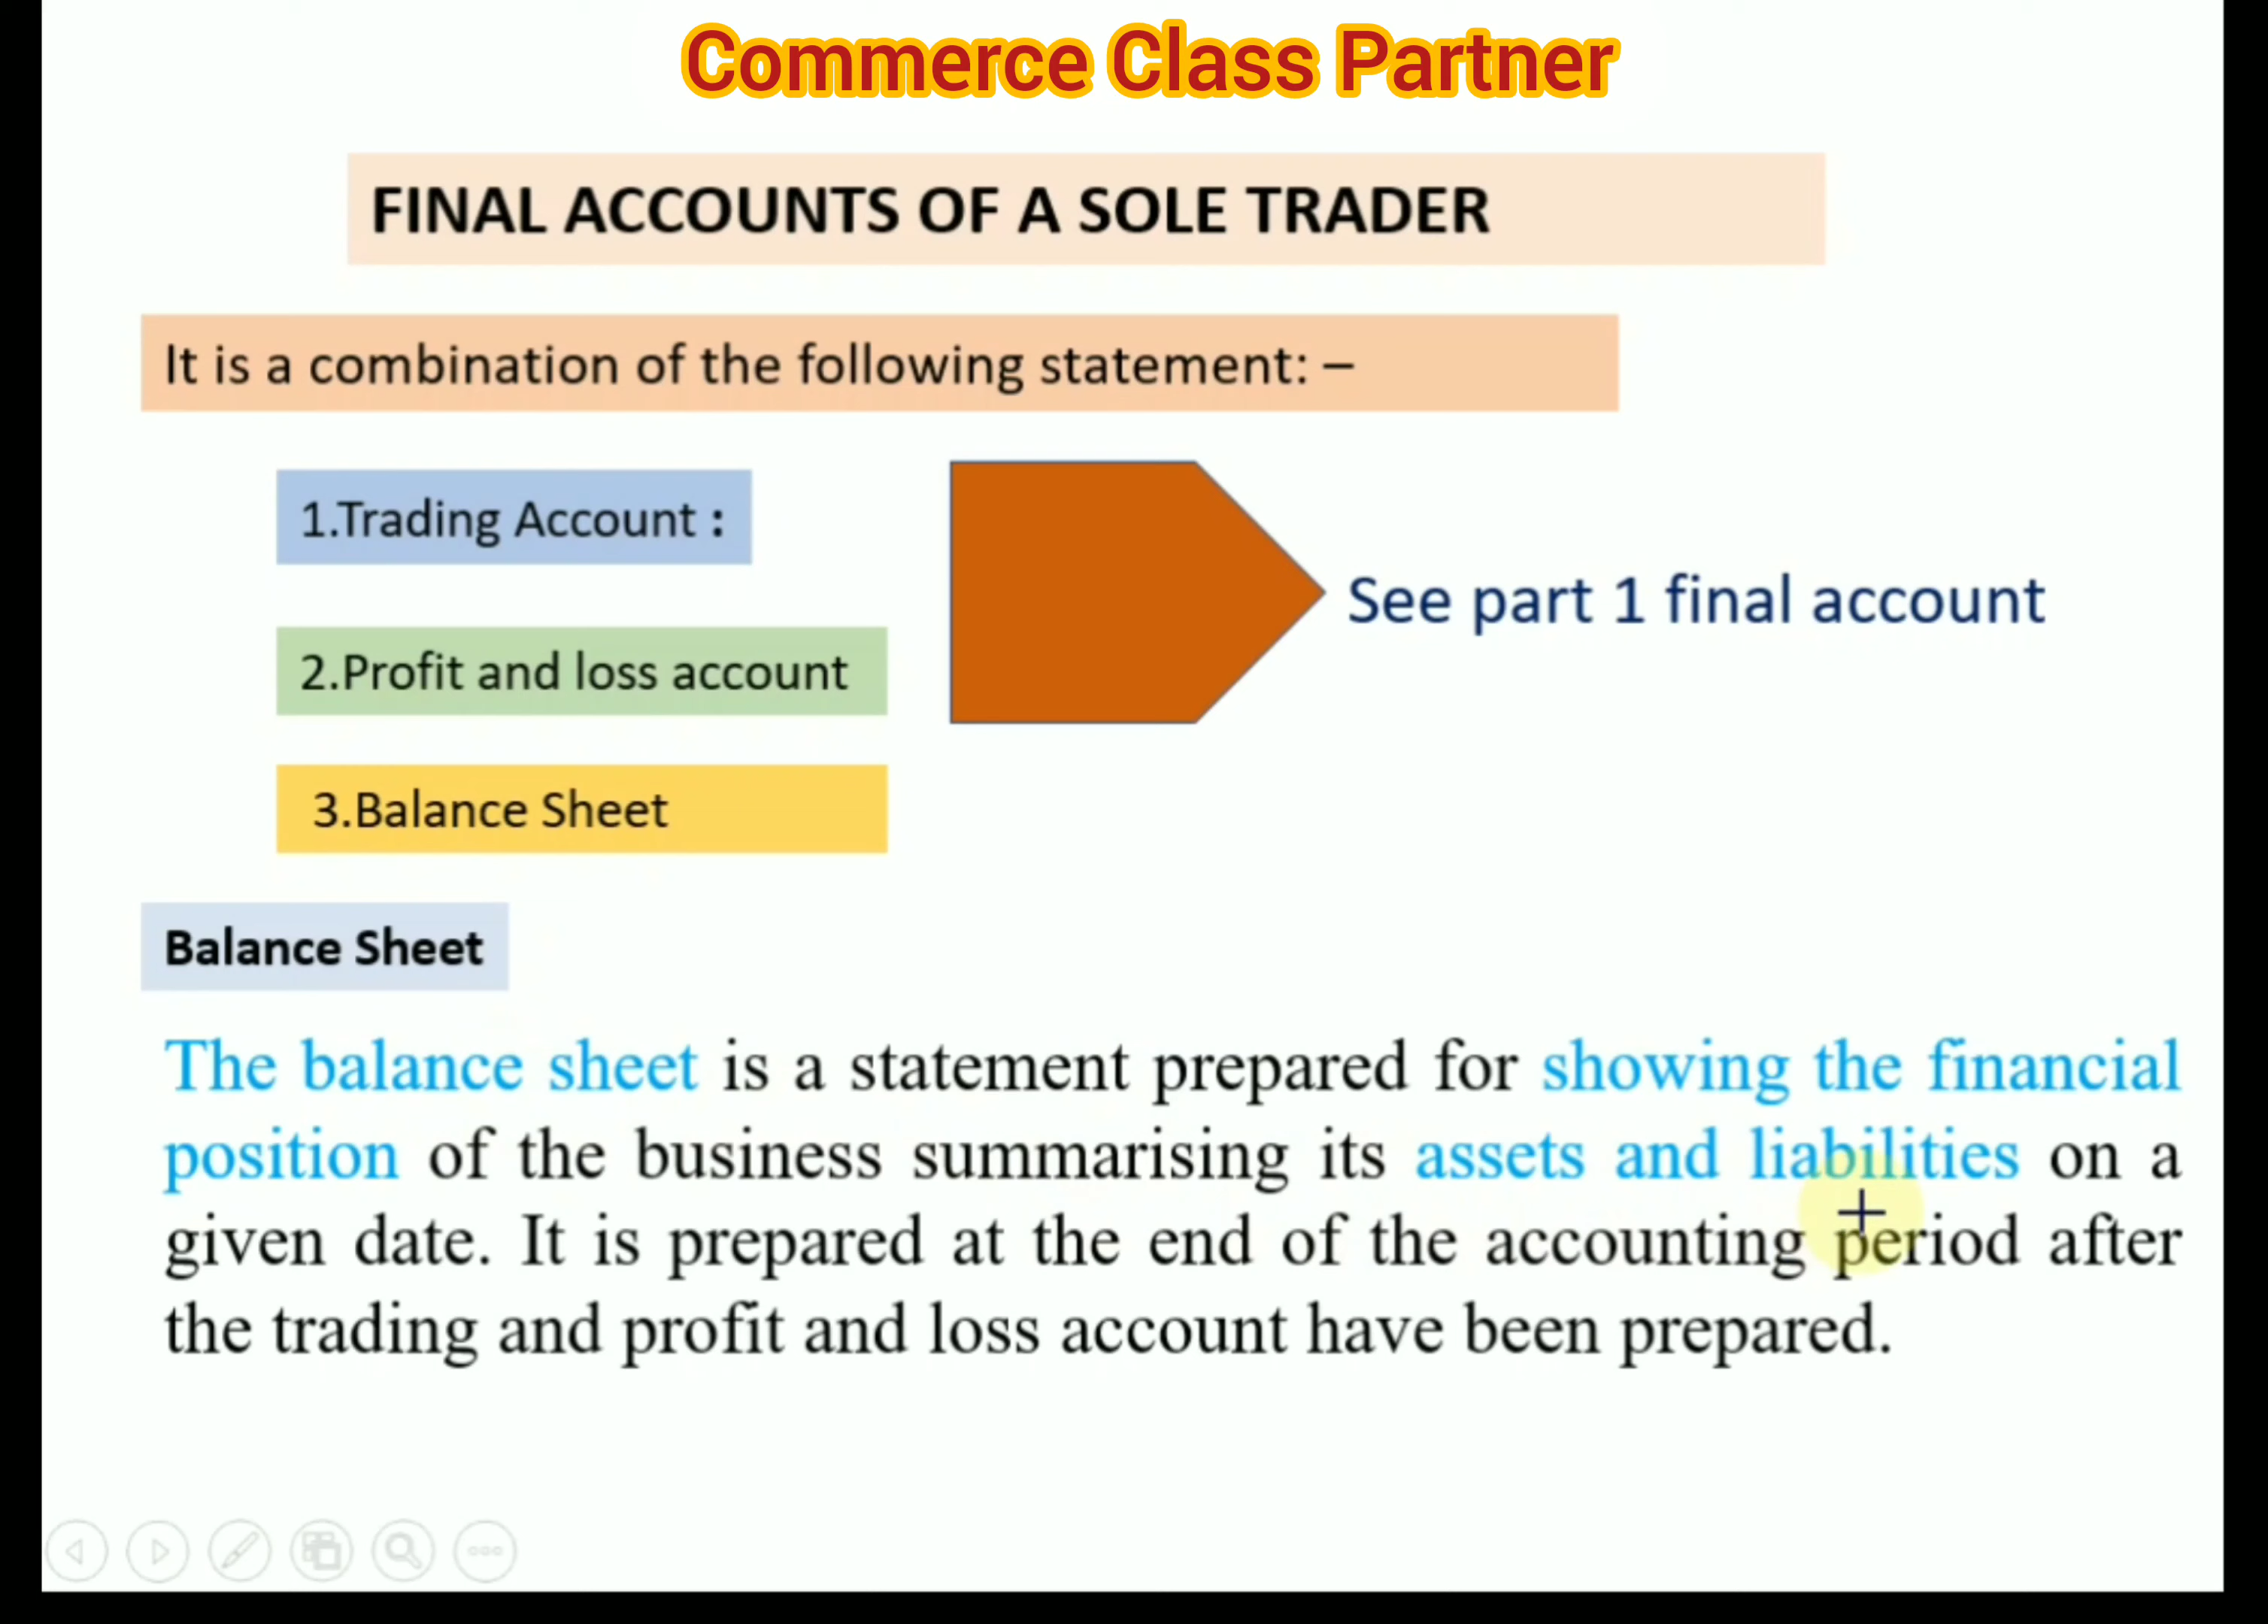 Commerce Class Partner
FINAL ACCOUNTS OF A SOLE TRADER
It is a combination of the following statement: –
1.Trading Account :
See part 1 final account
2.Profit and loss account
3.Balance Sheet
Balance Sheet
The balance sheet is a statement prepared for showing the financial
position of the business summarising its assets and liabilities on a
given date. It is prepared at the end of the accounting period after
the trading and profit and loss account have been prepared.